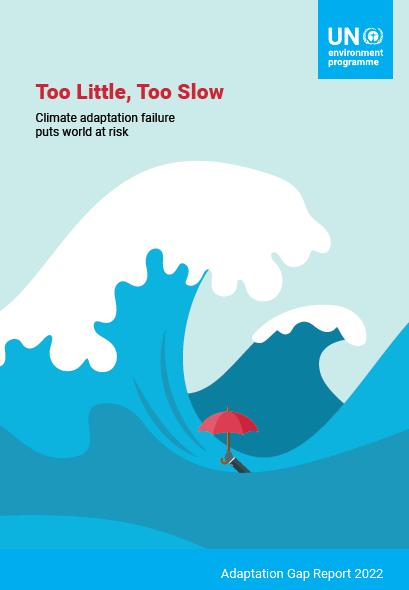 UN
environment
programme
Too Little, Too Slow
Climate adaptation failure
puts world at risk
Adaptation Gap Report 2022